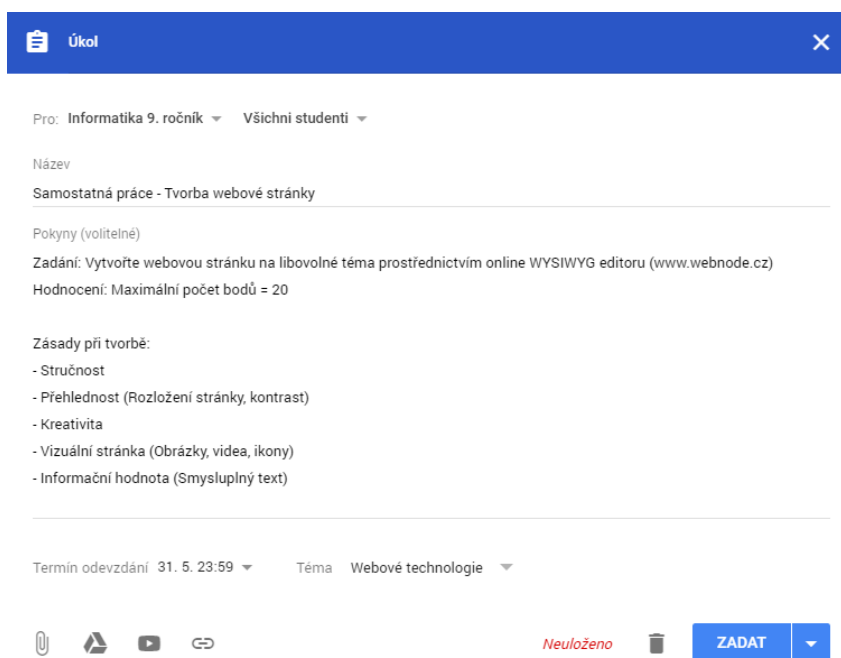 Úkol
Pro: Informatika 9. ročník Všichni studenti
Název
Samostatná práce - Tvorba webové stránky
Pokyny (volitelné)
Zadání: Vytvořte webovou stránku na libovolné téma prostřednictvím online WYSIWYG editoru (www.webnode.cz)
Hodnocení: Maximální počet bodů = 20
Zásady při tvorbě:
- Stručnost
- Přehlednost (Rozložení stránky, kontrast)
- Kreativita
- Vizuální stránka (Obrázky, videa, ikony)
- Informační hodnota (Smysluplný text)
Termín odevzdání 31. 5. 23:59 Téma Webové technologie
Neuloženo ZADAT